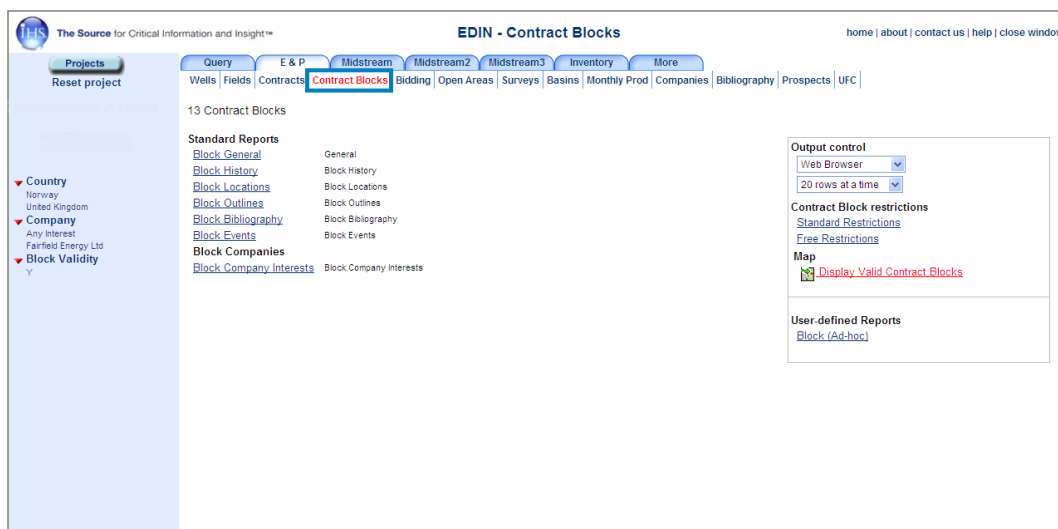 IHS The Source for Critical Information and Insight™ EDIN - Contract Blocks home | about | contact us | help | close window
Projects
Reset project
Query E & P Midstream Midstream2 Midstream3 Inventory More
Wells Fields Contracts Contract Blocks Bidding Open Areas Surveys Basins Monthly Prod Companies Bibliography Prospects UFC
13 Contract Blocks
Country
Norway
United Kingdom
Company
Any Interest
Fairfield Energy Ltd
Block Validity
Y
Standard Reports
Block General General
Block History Block History
Block Locations Block Locations
Block Outlines Block Outlines
Block Bibliography Block Bibliography
Block Events Block Events
Block Companies
Block Company Interests Block Company Interests
Output control
Web Browser
20 rows at a time
Contract Block restrictions
Standard Restrictions
Free Restrictions
Map
Display Valid Contract Blocks
User-defined Reports
Block (Ad-hoc)